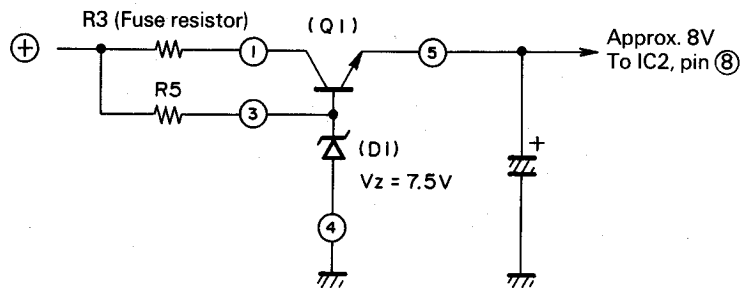 R3 (Fuse resistor)
(Q1)
+
1
5
Approx. 8V
To IC2, pin 8
R5
3
(D1)
Vz = 7.5V
+
4